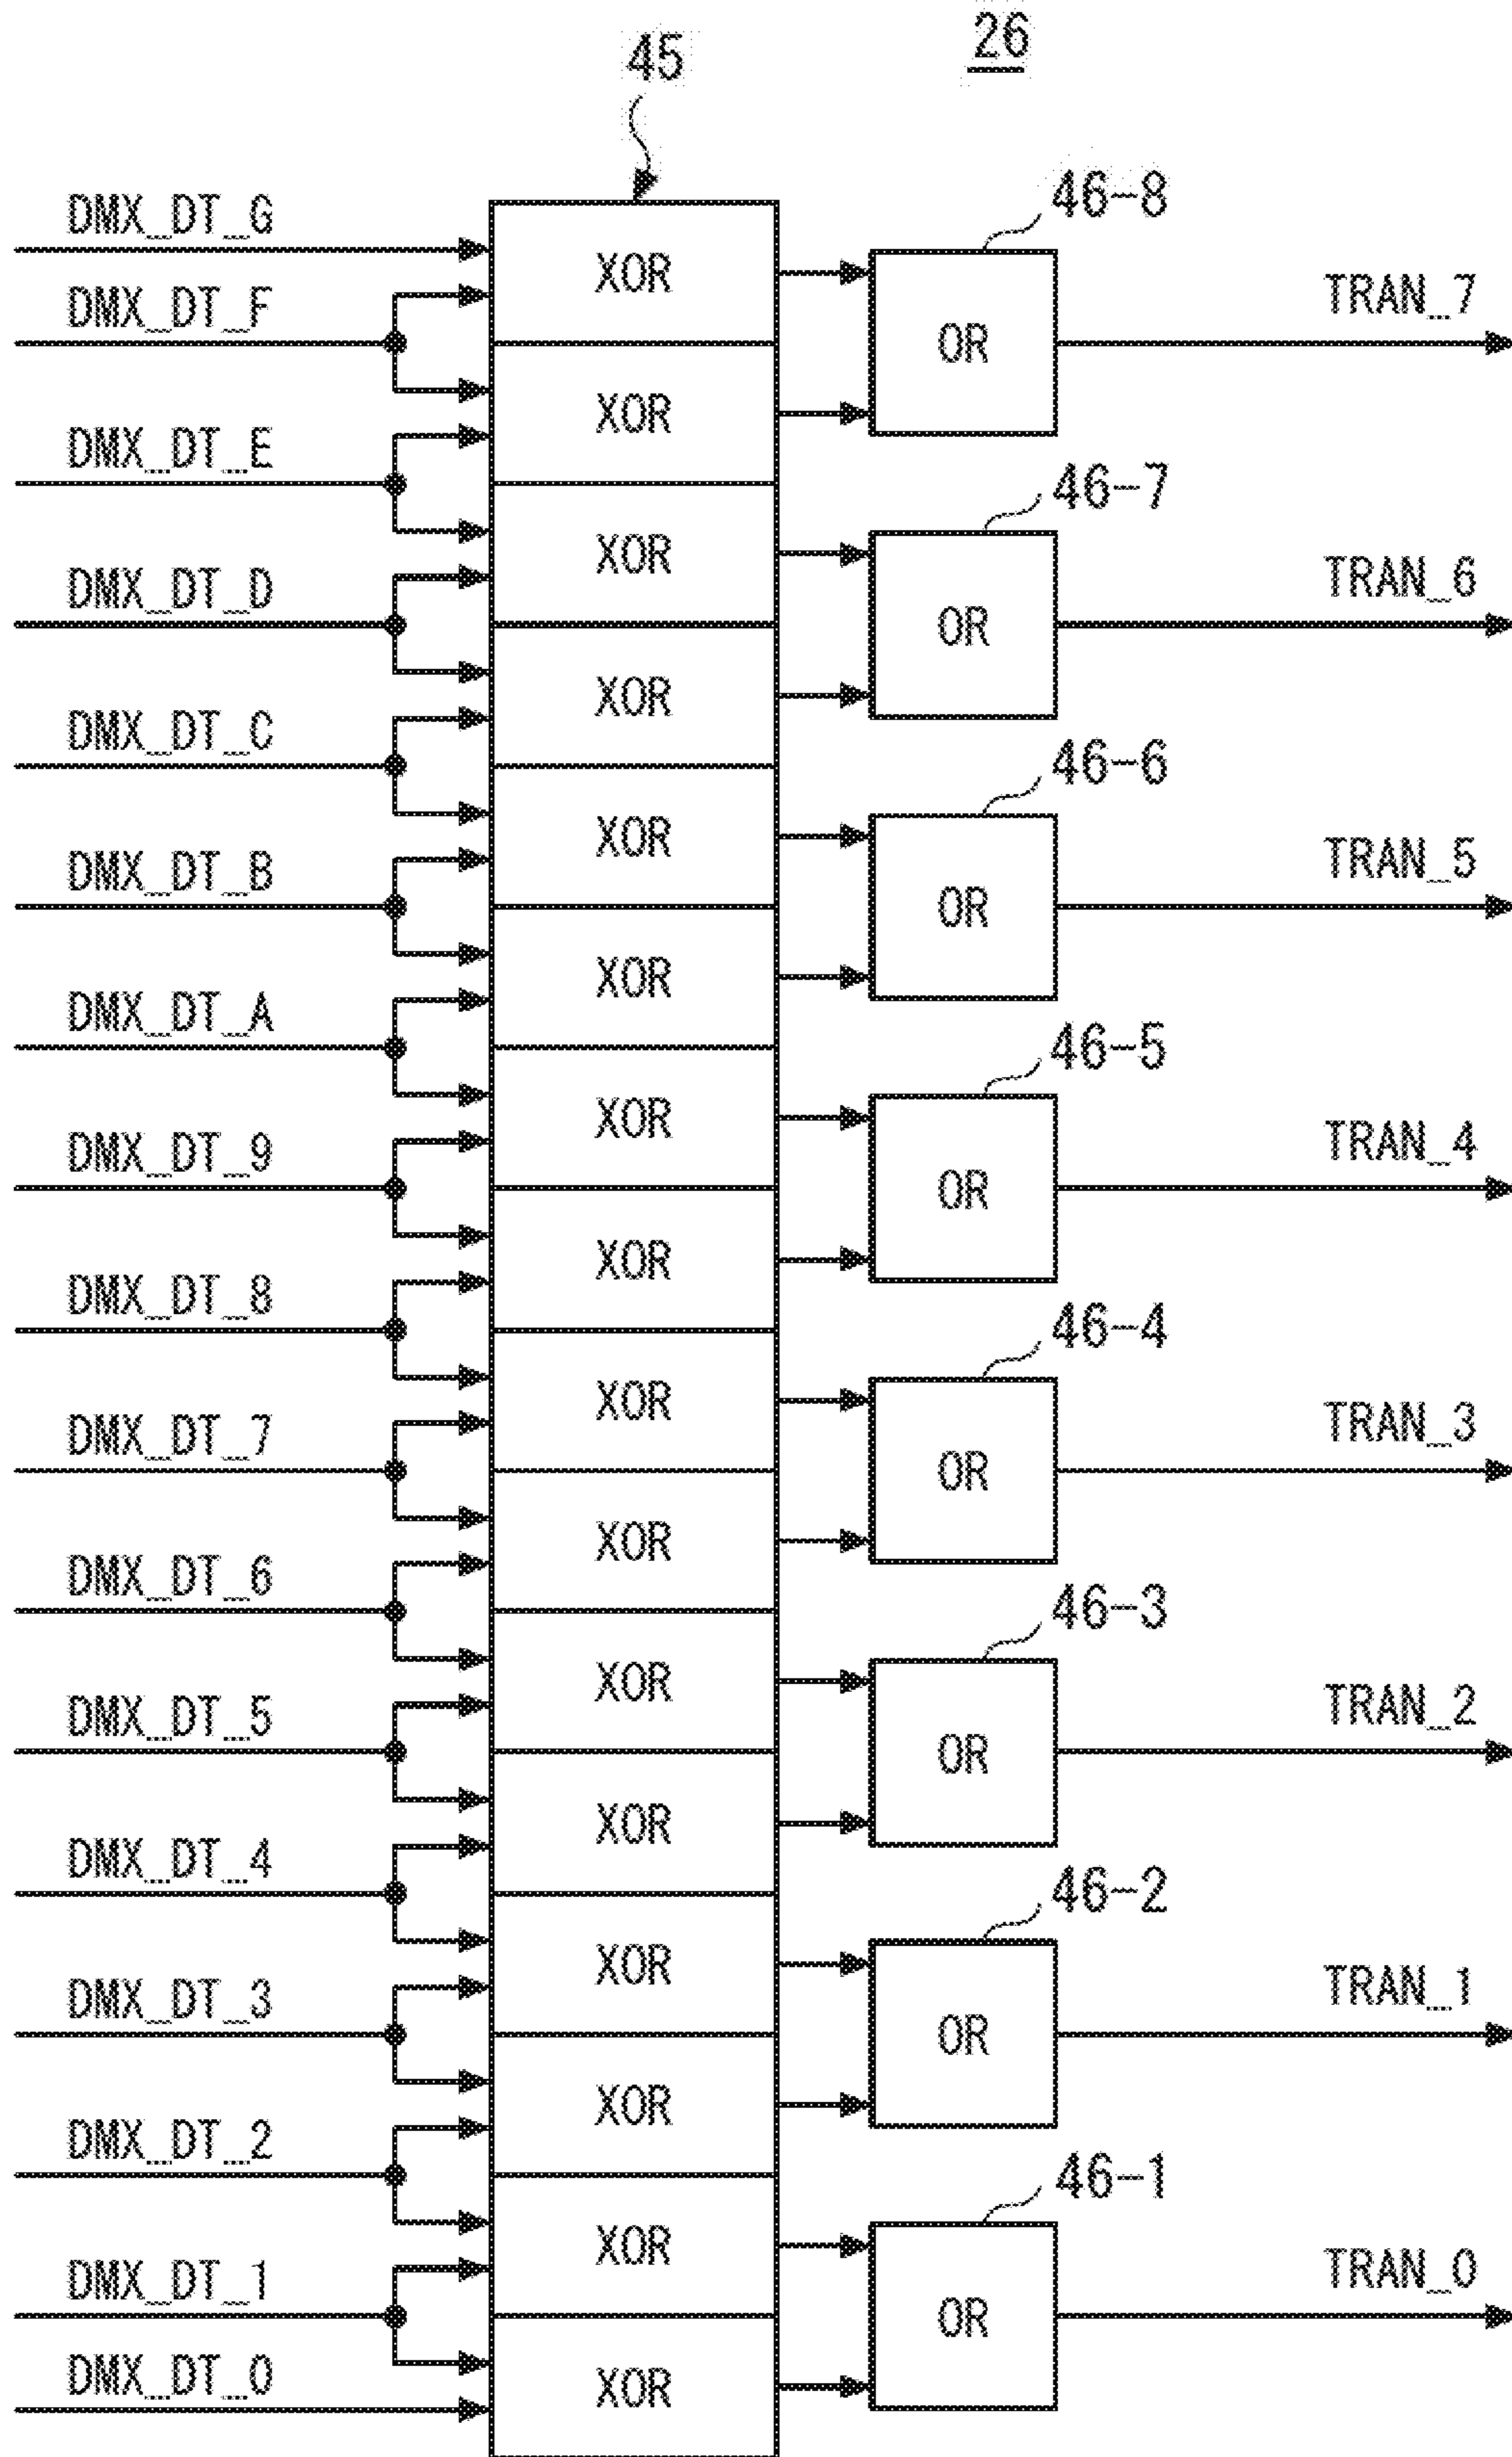 26
45
46-8
DMX_DT_G
XOR
TRAN_7
DMX_DT_F
OR
XOR
DMX_DT_E
46-7
XOR
DMX_DT_D
TRAN_6
OR
XOR
DMX_DT_C
46-6
XOR
DMX_DT_B
TRAN_5
OR
XOR
DMX_DT_A
46-5
XOR
DMX_DT_9
TRAN_4
OR
XOR
DMX_DT_8
46-4
XOR
DMX_DT_7
TRAN_3
OR
XOR
DMX_DT_6
46-3
XOR
DMX_DT_5
TRAN_2
OR
XOR
DMX_DT_4
46-2
XOR
DMX_DT_3
TRAN_1
OR
XOR
DMX_DT_2
46-1
XOR
DMX_DT_1
TRAN_0
OR
DMX_DT_0
XOR